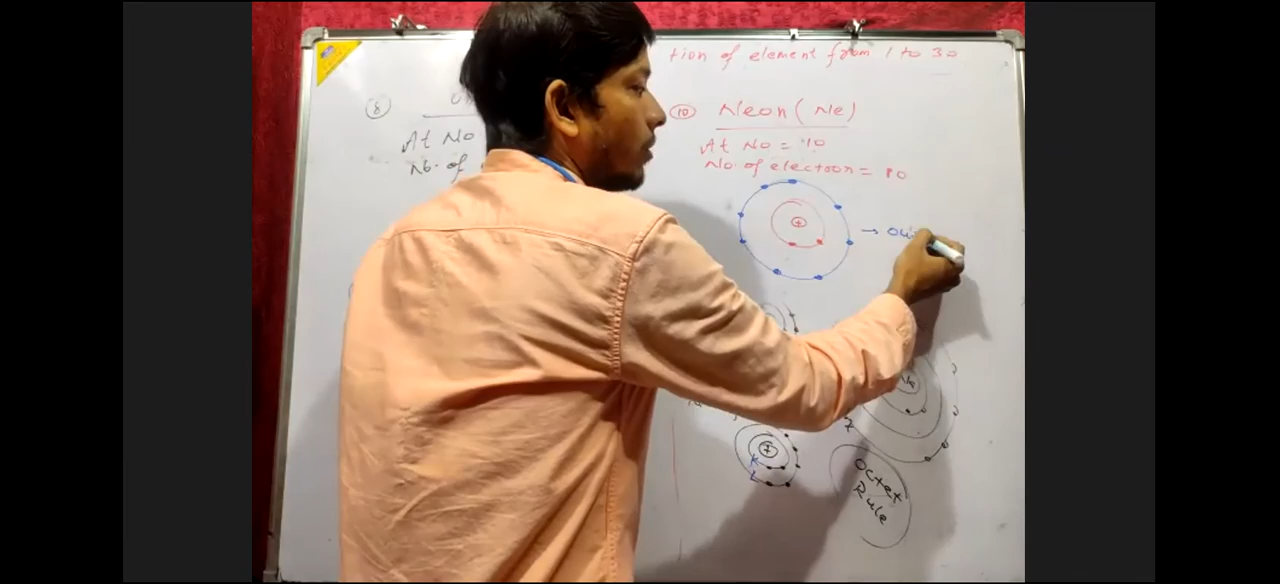 tion of element from 1 to 30
8
At No
No. of
10 Neon (Ne)
At No = 10
No. of electron = 10
+
→ out
+
K
L
Octet
Rule